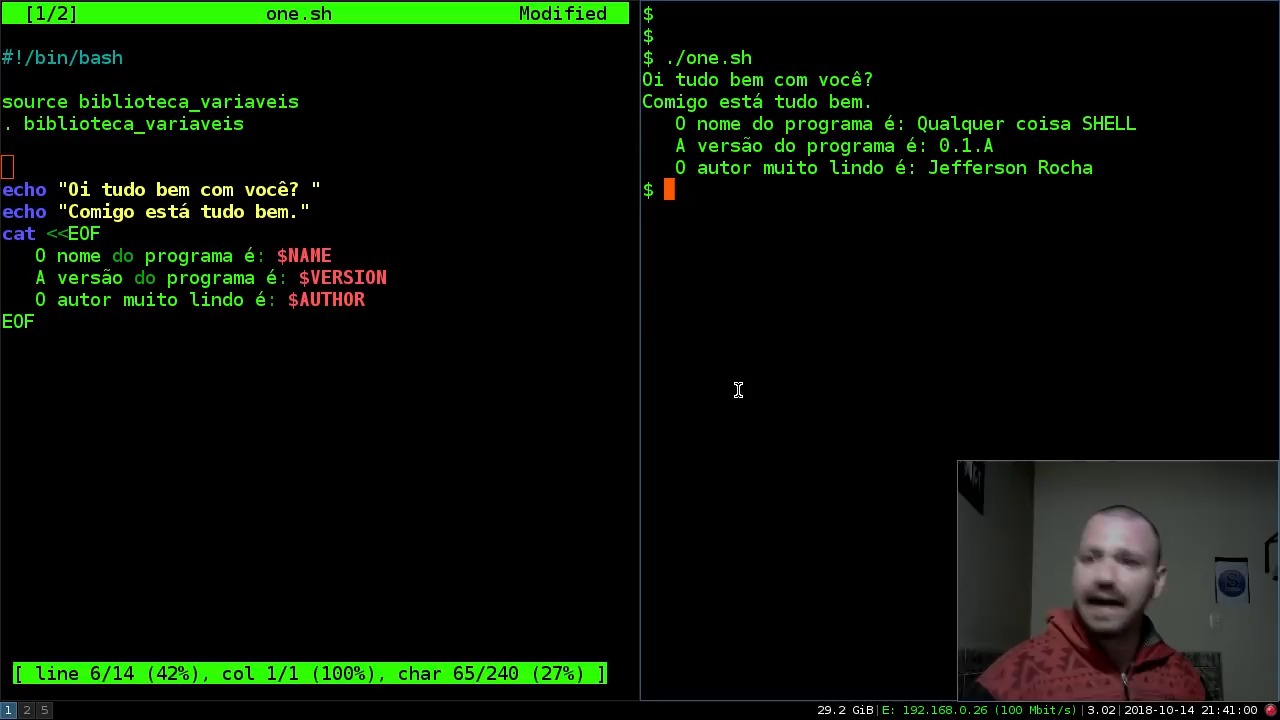 [1/2] one.sh Modified
#!/bin/bash
source biblioteca_variaveis
. biblioteca_variaveis
echo "Oi tudo bem com você? "
echo "Comigo está tudo bem."
cat <<EOF
O nome do programa é: $NAME
A versão do programa é: $VERSION
O autor muito lindo é: $AUTHOR
EOF
[ line 6/14 (42%), col 1/1 (100%), char 65/240 (27%) ]
$
$
$ ./one.sh
Oi tudo bem com você?
Comigo está tudo bem.
O nome do programa é: Qualquer coisa SHELL
A versão do programa é: 0.1.A
O autor muito lindo é: Jefferson Rocha
$
1 2 5
29.2 GiB|E: 192.168.0.26 (100 Mbit/s)|3.02|2018-10-14 21:41:00